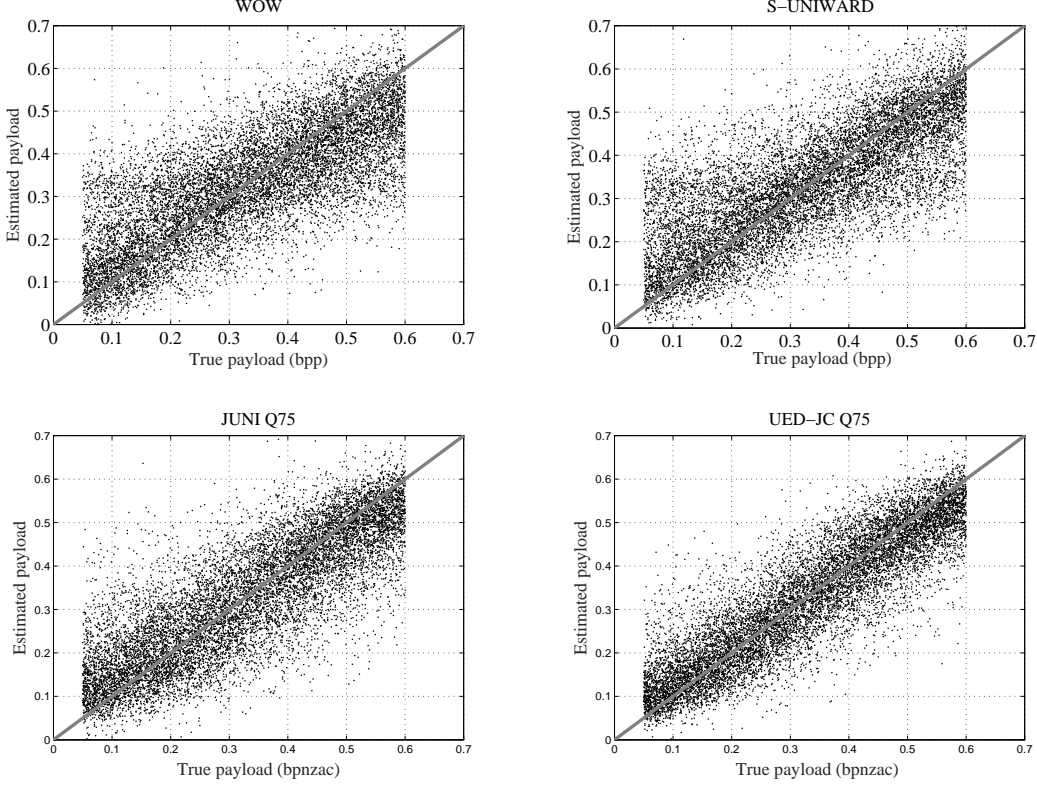 WOW
0.7
0.6
0.5
0.4
0.3
0.2
0.1
0
Estimated payload
0 0.1 0.2 0.3 0.4 0.5 0.6 0.7
True payload (bpp)
S−UNIWARD
0.7
0.6
0.5
0.4
0.3
0.2
0.1
0
Estimated payload
0 0.1 0.2 0.3 0.4 0.5 0.6 0.7
True payload (bpp)
JUNI Q75
0.7
0.6
0.5
0.4
0.3
0.2
0.1
0
Estimated payload
0 0.1 0.2 0.3 0.4 0.5 0.6 0.7
True payload (bpnzac)
UED−JC Q75
0.7
0.6
0.5
0.4
0.3
0.2
0.1
0
Estimated payload
0 0.1 0.2 0.3 0.4 0.5 0.6 0.7
True payload (bpnzac)